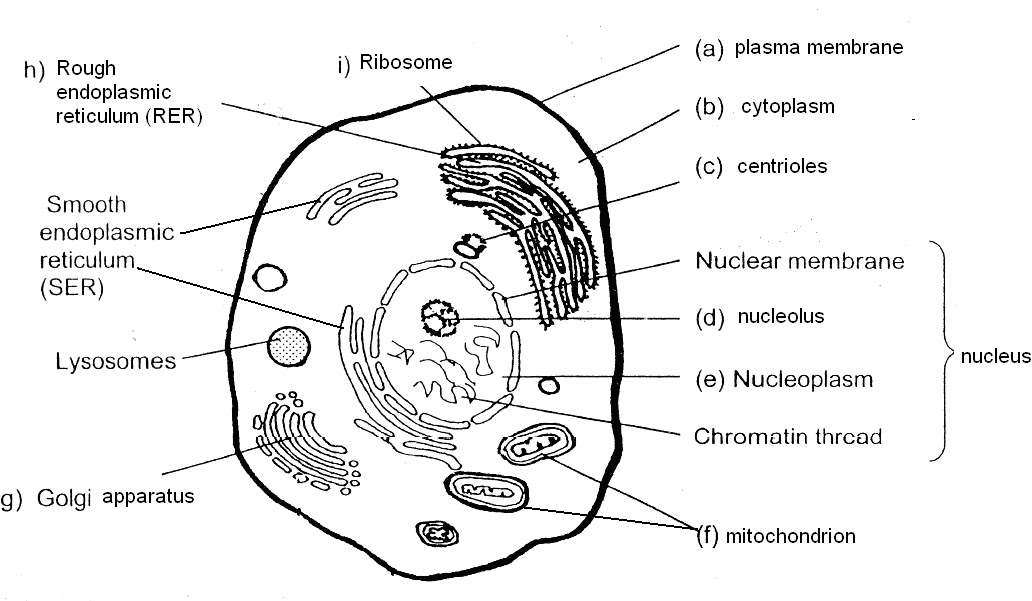 (a) plasma membrane
h) Rough
endoplasmic
reticulum (RER)
i) Ribosome
(b) cytoplasm
(c) centrioles
Smooth
endoplasmic
reticulum
(SER)
Nuclear membrane
(d) nucleolus
nucleus
Lysosomes
(e) Nucleoplasm
Chromatin thrcad
g) Golgi apparatus
(f) mitochondrion